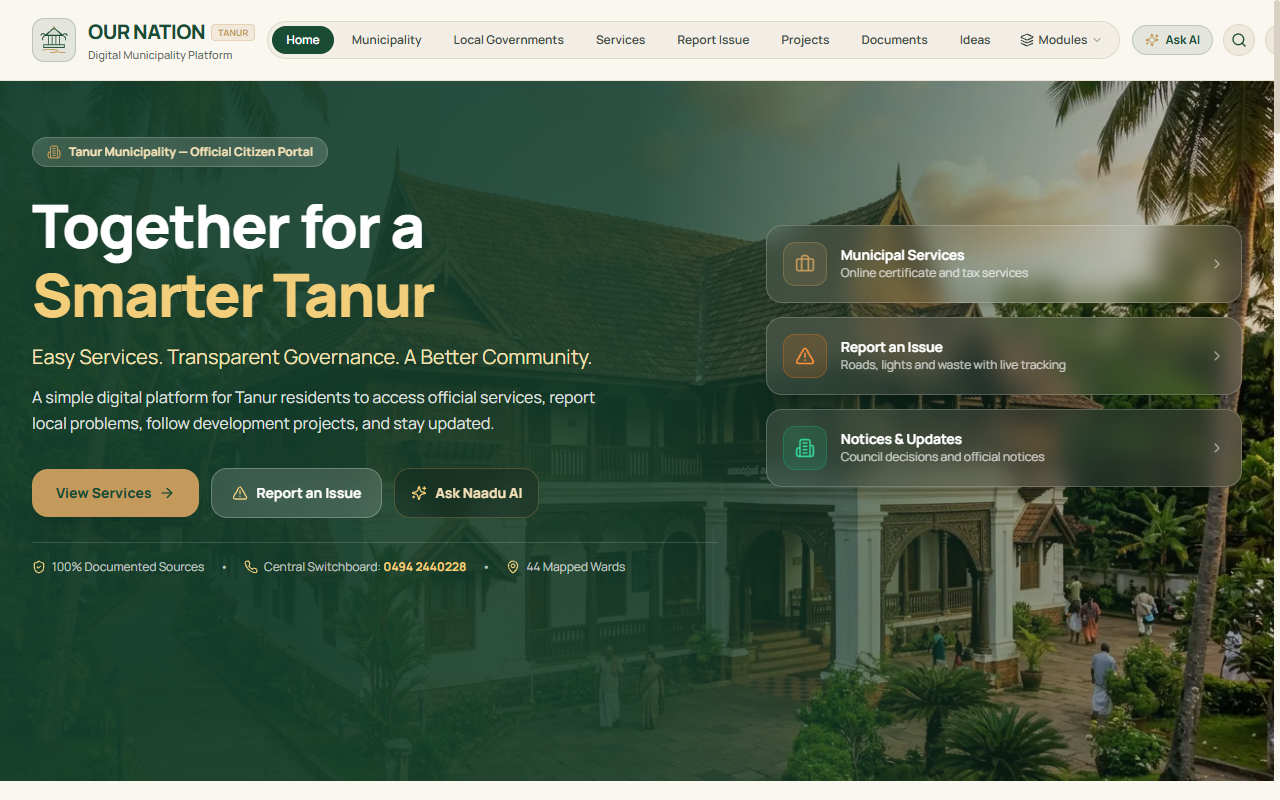 OUR NATION TANUR
Digital Municipality Platform
Home
Municipality
Local Governments
Services
Report Issue
Projects
Documents
Ideas
Modules
Ask AI
Tanur Municipality — Official Citizen Portal
Together for a
Smarter Tanur
Easy Services. Transparent Governance. A Better Community.
A simple digital platform for Tanur residents to access official services, report
local problems, follow development projects, and stay updated.
View Services
Report an Issue
Ask Naadu AI
100% Documented Sources • Central Switchboard: 0494 2440228 • 44 Mapped Wards
Municipal Services
Online certificate and tax services
Report an Issue
Roads, lights and waste with live tracking
Notices & Updates
Council decisions and official notices